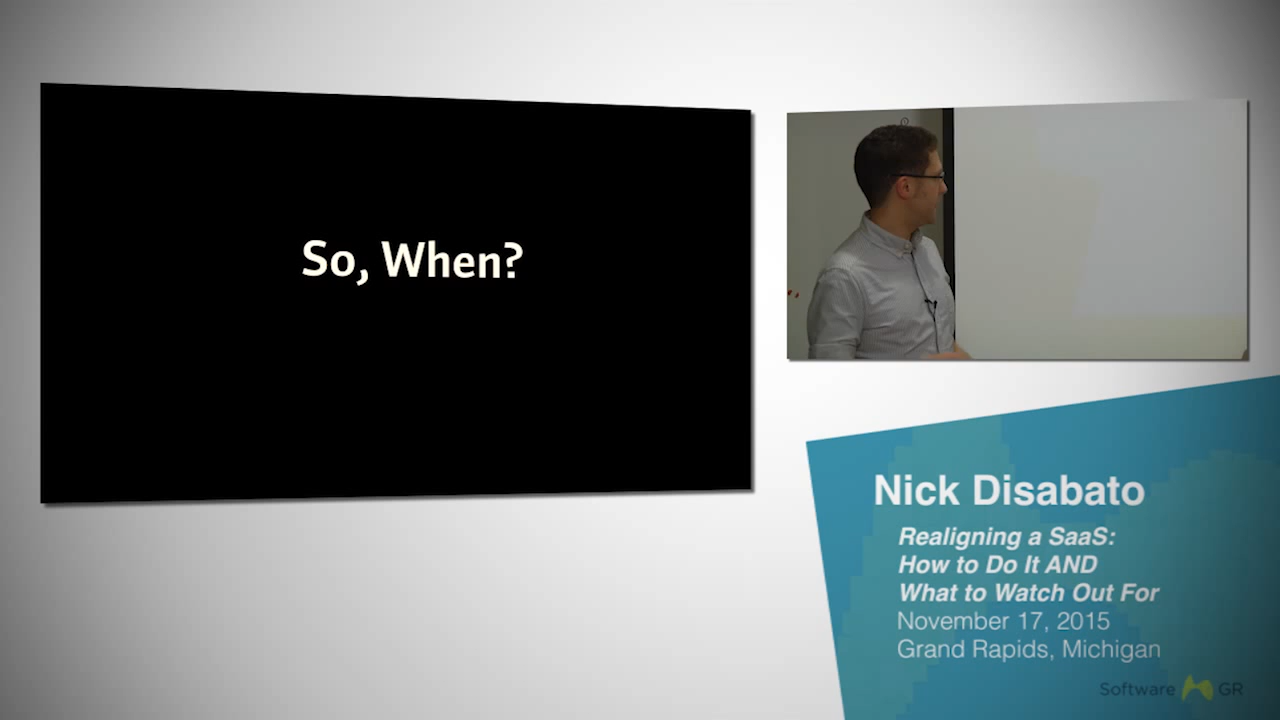 So, When?
Nick Disabato
Realigning a SaaS:
How to Do It AND
What to Watch Out For
November 17, 2015
Grand Rapids, Michigan
Software GR